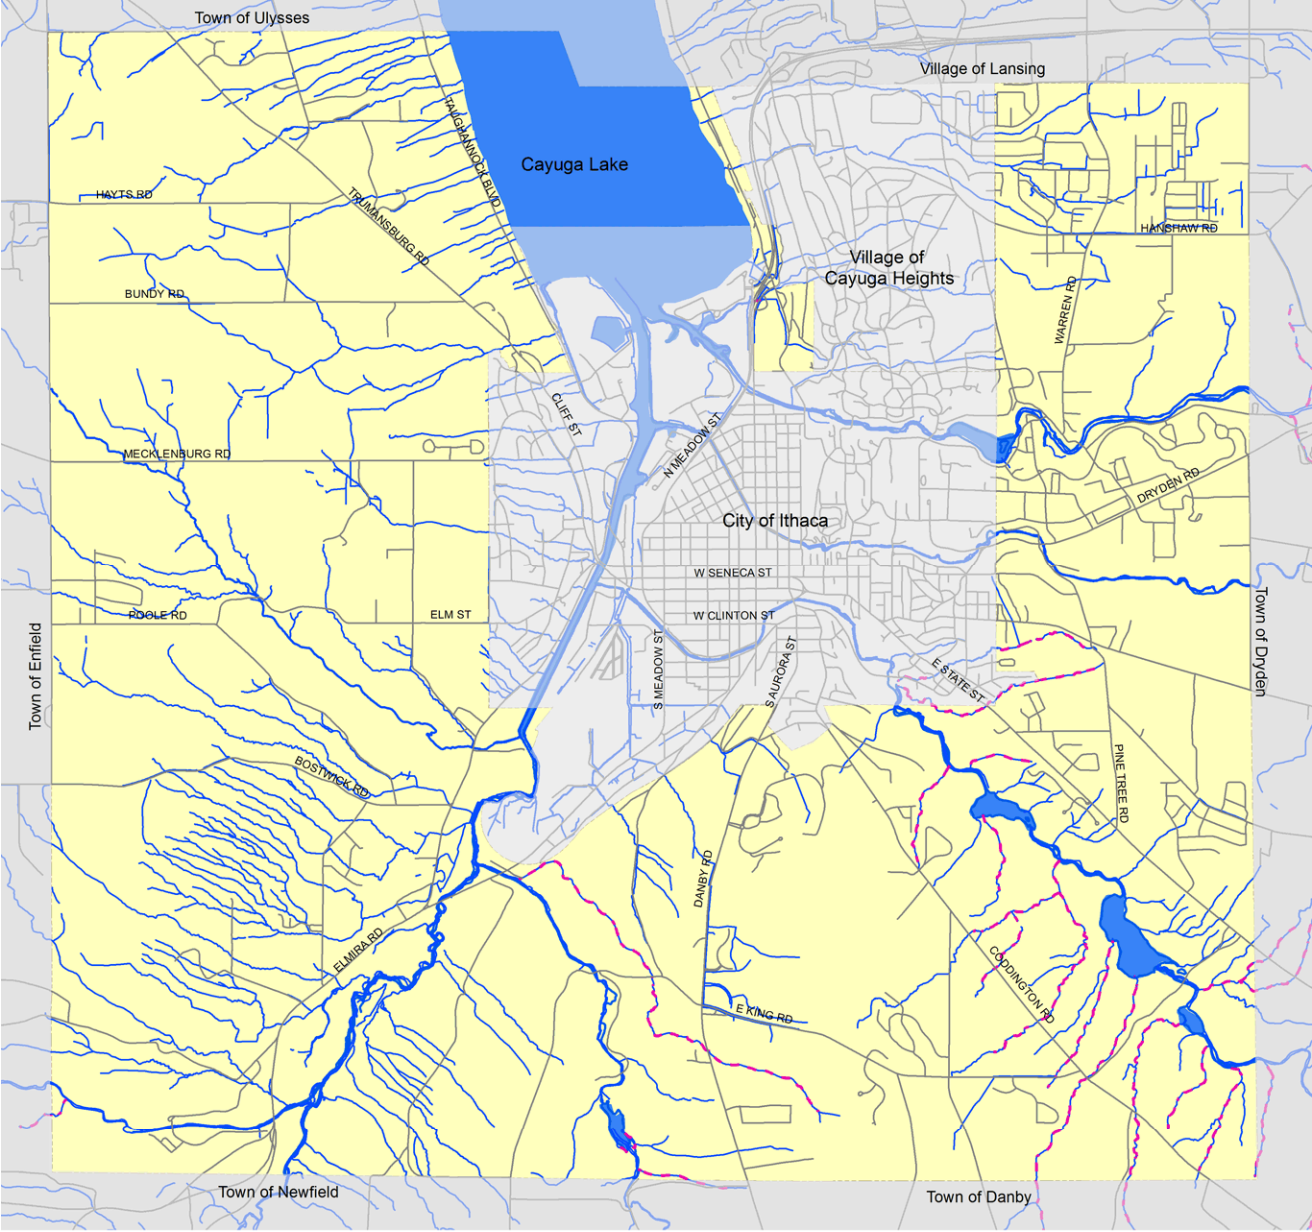 Town of Ulysses
Village of Lansing
TAUGHANNOCK BLVD
Cayuga Lake
HAYTS RD
TRUMANSBURG RD
HANSHAW RD
Village of
Cayuga Heights
BUNDY RD
WARREN RD
CLIFF ST
N MEADOW ST
MECKLENBURG RD
DRYDEN RD
City of Ithaca
W SENECA ST
POOLE RD
ELM ST
W CLINTON ST
Town of Enfield
Town of Dryden
S MEADOW ST
S AURORA ST
E STATE ST
BOSTWICK RD
PINE TREE RD
DANBY RD
ELMIRA RD
CODDINGTON RD
E KING RD
Town of Newfield
Town of Danby